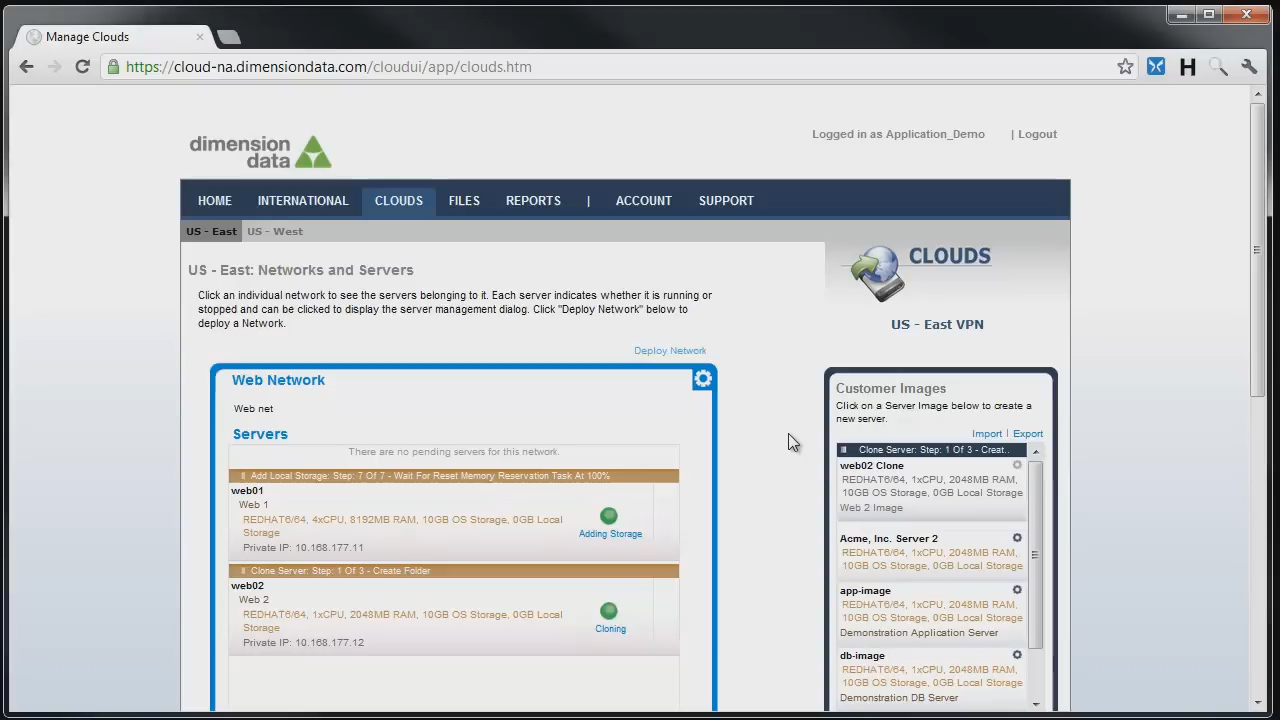 Manage Clouds
https://cloud-na.dimensiondata.com/cloudui/app/clouds.htm
H
dimension
data
Logged in as Application_Demo | Logout
HOME INTERNATIONAL CLOUDS FILES REPORTS | ACCOUNT SUPPORT
US - East US - West
CLOUDS
US - East VPN
US - East: Networks and Servers
Click an individual network to see the servers belonging to it. Each server indicates whether it is running or
stopped and can be clicked to display the server management dialog. Click "Deploy Network" below to
deploy a Network.
Deploy Network
Web Network
Web net
Servers
There are no pending servers for this network.
Add Local Storage: Step: 7 Of 7 - Wait For Reset Memory Reservation Task At 100%
web01
Web 1
REDHAT6/64, 4xCPU, 8192MB RAM, 10GB OS Storage, 0GB Local
Storage
Private IP: 10.168.177.11
Adding Storage
Clone Server: Step: 1 Of 3 - Create Folder
web02
Web 2
REDHAT6/64, 1xCPU, 2048MB RAM, 10GB OS Storage, 0GB Local
Storage
Private IP: 10.168.177.12
Cloning
Customer Images
Click on a Server Image below to create a
new server.
Import | Export
Clone Server: Step: 1 Of 3 - Creat..
web02 Clone
REDHAT6/64, 1xCPU, 2048MB RAM,
10GB OS Storage, 0GB Local Storage
Web 2 Image
Acme, Inc. Server 2
REDHAT6/64, 1xCPU, 2048MB RAM,
10GB OS Storage, 0GB Local Storage
app-image
REDHAT6/64, 1xCPU, 2048MB RAM,
10GB OS Storage, 0GB Local Storage
Demonstration Application Server
db-image
REDHAT6/64, 1xCPU, 2048MB RAM,
10GB OS Storage, 0GB Local Storage
Demonstration DB Server